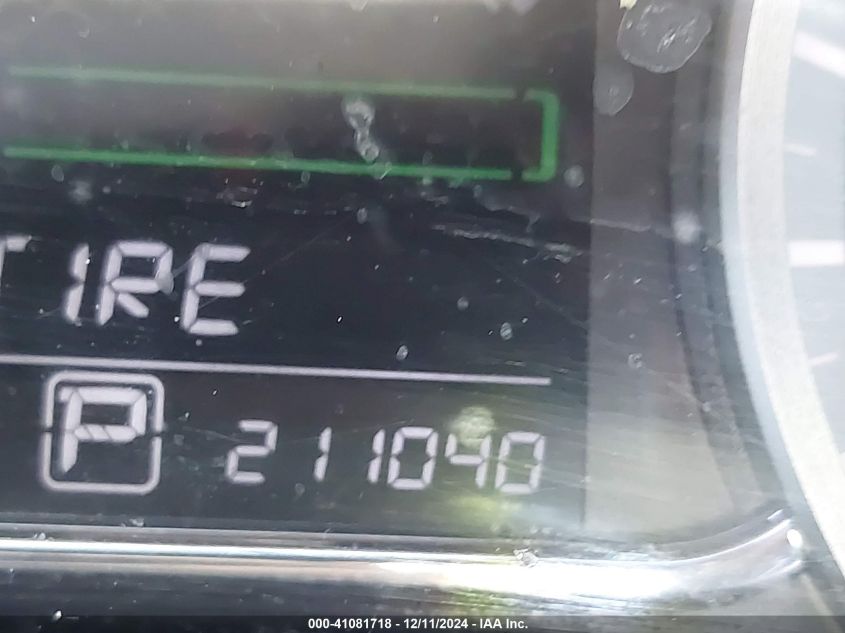 TIRE
P 211040
000-41081718 - 12/11/2024 - IAA Inc.